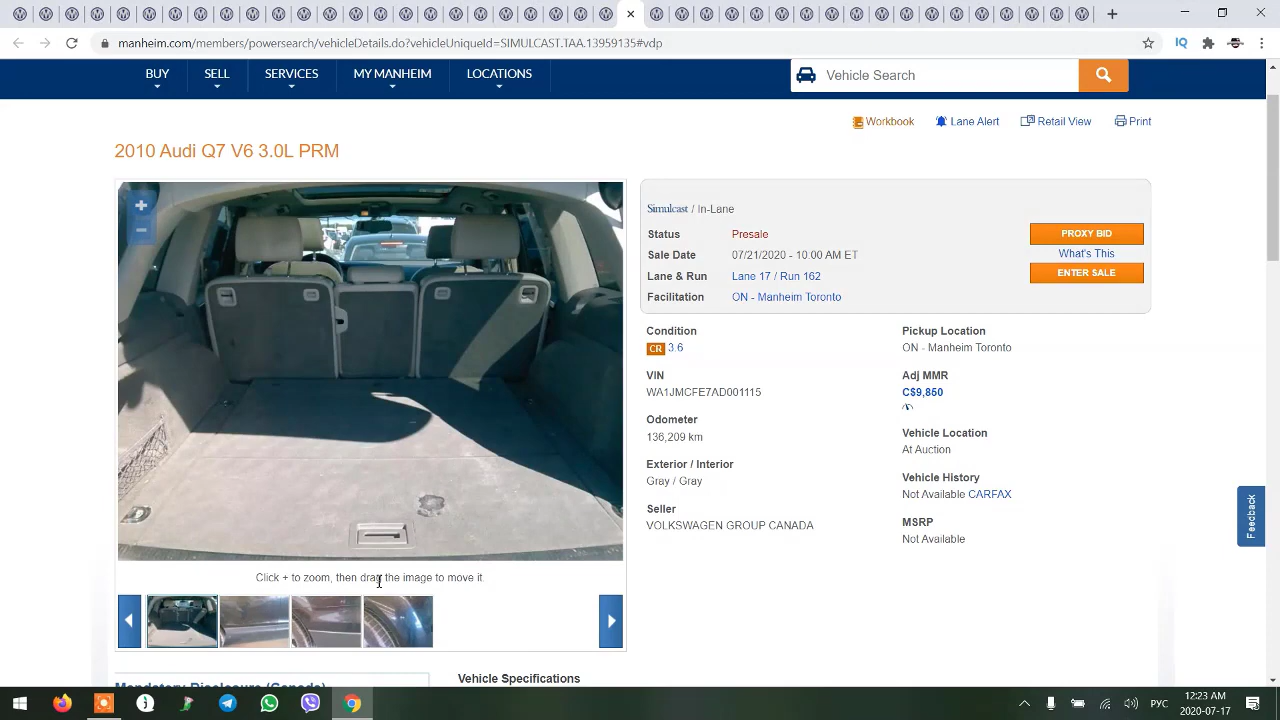 manheim.com/members/powersearch/vehicleDetails.do?vehicleUniqueId=SIMULCAST.TAA.13959135#vdp
BUY
SELL
SERVICES
MY MANHEIM
LOCATIONS
Vehicle Search
Workbook
Lane Alert
Retail View
Print
2010 Audi Q7 V6 3.0L PRM
Simulcast / In-Lane
Status Presale
Sale Date 07/21/2020 - 10:00 AM ET
Lane & Run Lane 17 / Run 162
Facilitation ON - Manheim Toronto
PROXY BID
What's This
ENTER SALE
Condition
CR 3.6
VIN
WA1JMCFE7AD001115
Odometer
136,209 km
Exterior / Interior
Gray / Gray
Seller
VOLKSWAGEN GROUP CANADA
Pickup Location
ON - Manheim Toronto
Adj MMR
C$9,850
Vehicle Location
At Auction
Vehicle History
Not Available CARFAX
MSRP
Not Available
Feedback
Click + to zoom, then drag the image to move it.
Mandatory Disclosure (Canada)
Vehicle Specifications
РУС
12:23 AM
2020-07-17